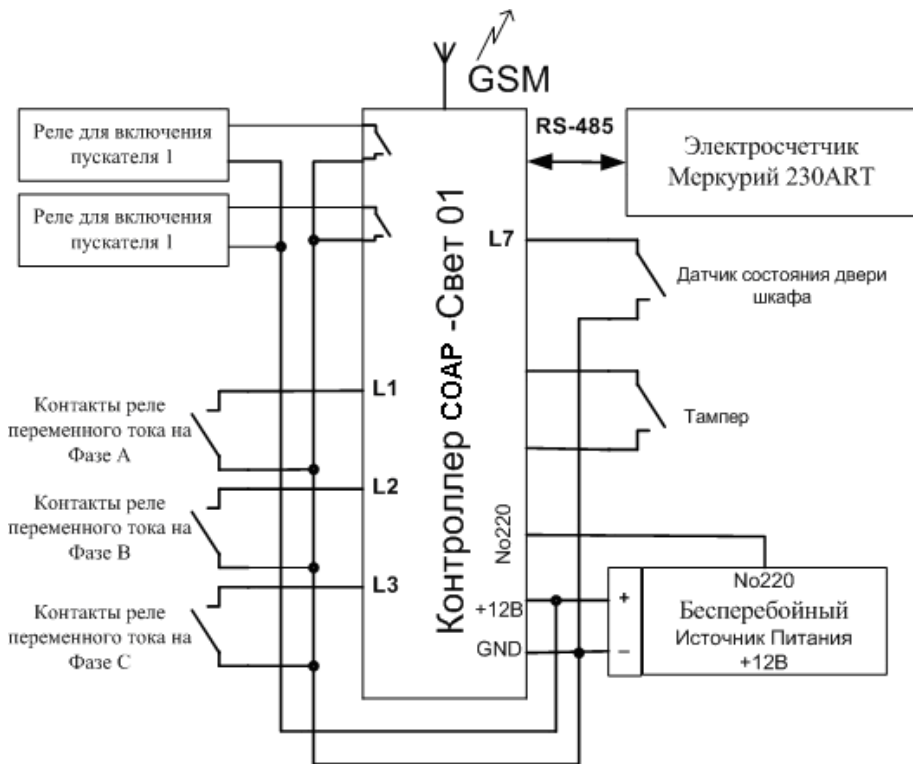 GSM
Реле для включения
пускателя 1
RS-485
Электросчетчик
Меркурий 230ART
Реле для включения
пускателя 1
L7
Датчик состояния двери
шкафа
Контроллер СОАР -Свет 01
L1
Контакты реле
переменного тока на
Фазе А
Тампер
L2
Контакты реле
переменного тока на
Фазе В
No220
L3
Контакты реле
переменного тока на
Фазе С
+12В
GND
+
–
No220
Бесперебойный
Источник Питания
+12В